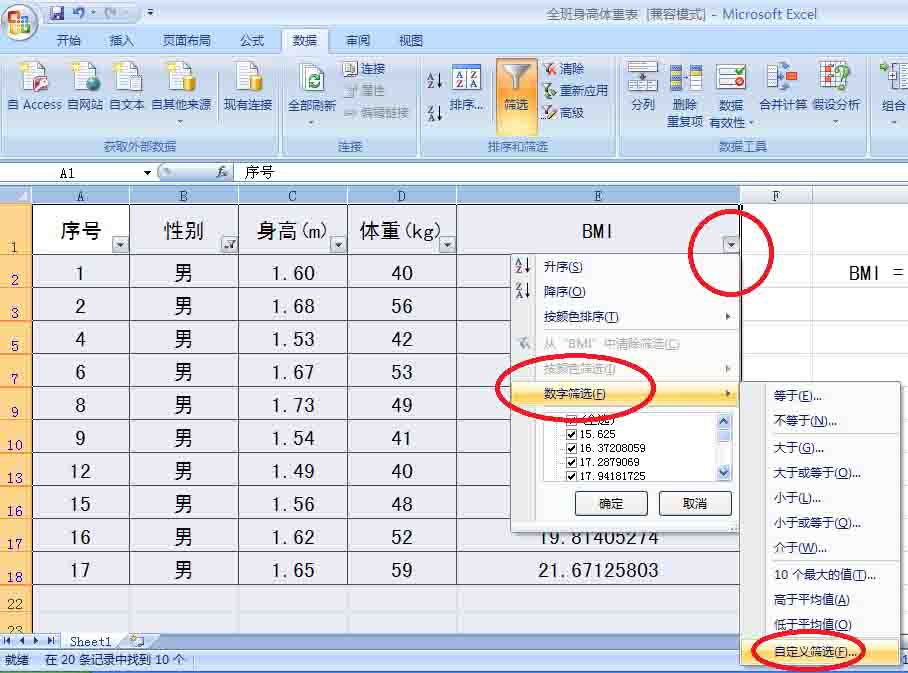 全班身高体重表 [兼容模式] - Microsoft Excel
开始 插入 页面布局 公式 数据 审阅 视图
自 Access 自网站 自文本 自其他来源 现有连接 全部刷新 连接 属性 编辑链接 排序... 筛选 清除 重新应用 高级 分列 删除 重复项 数据 有效性 合并计算 假设分析 组合
获取外部数据 连接 排序和筛选 数据工具
A1 fx 序号
A B C D E F
1 序号 性别 身高(m) 体重(kg) BMI
2 1 男 1.60 40 BMI =
3 2 男 1.68 56
5 4 男 1.53 42
7 6 男 1.67 53
9 8 男 1.73 49
10 9 男 1.54 41
13 12 男 1.49 40
16 15 男 1.56 48
17 16 男 1.62 52 19.81405274
18 17 男 1.65 59 21.67125803
22
23
升序(S)
降序(O)
按颜色排序(T)
从“BMI”中清除筛选(C)
按颜色筛选(I)
数字筛选(F)
(全选)
15.625
16.37208059
17.2879069
17.94181725
确定 取消
等于(E)...
不等于(N)...
大于(G)...
大于或等于(O)...
小于(L)...
小于或等于(Q)...
介于(W)...
10 个最大的值(T)...
高于平均值(A)
低于平均值(O)
自定义筛选(F)...
Sheet1
就绪 在 20 条记录中找到 10 个